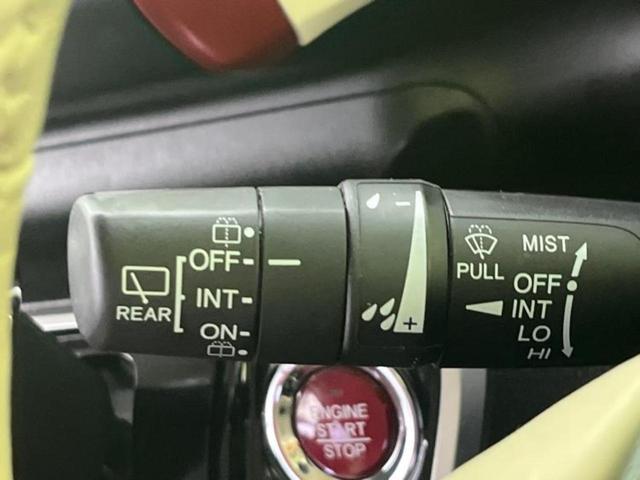 OFF-
REAR
INT-
ON-
- +
PULL
MIST
OFF
INT
LO
HI
ENGINE
START
STOP